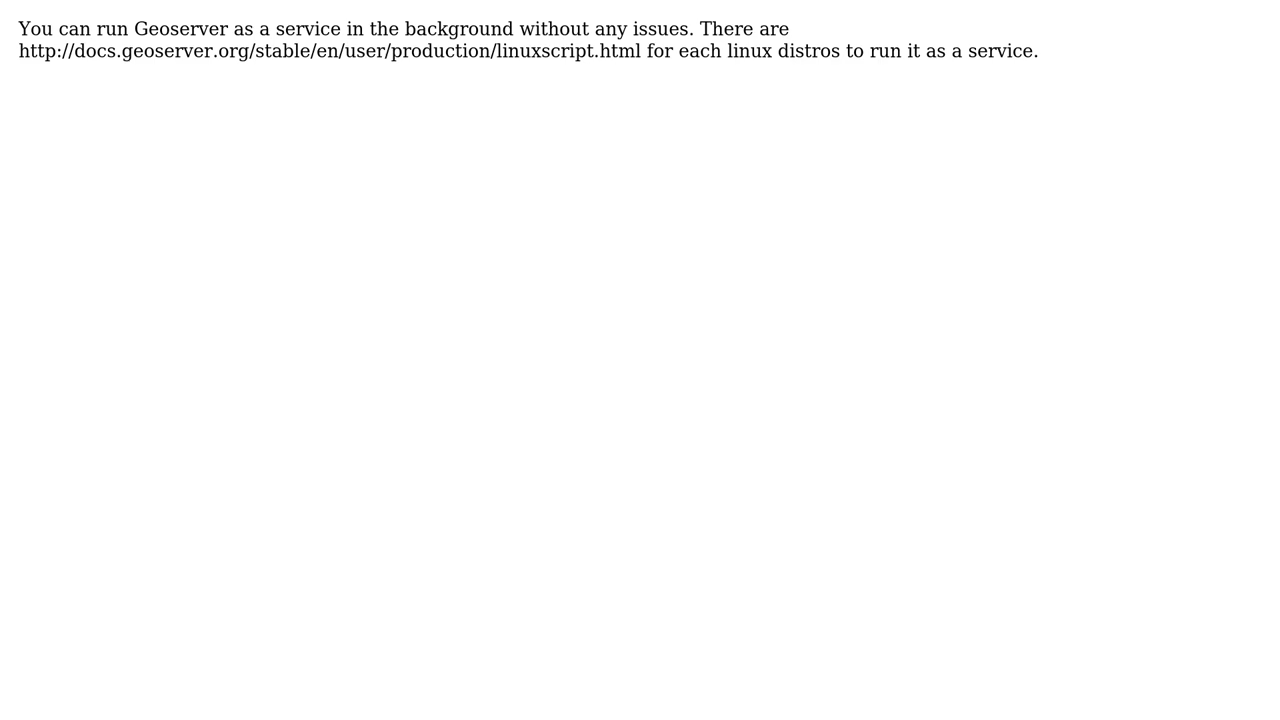 You can run Geoserver as a service in the background without any issues. There are
http://docs.geoserver.org/stable/en/user/production/linuxscript.html for each linux distros to run it as a service.